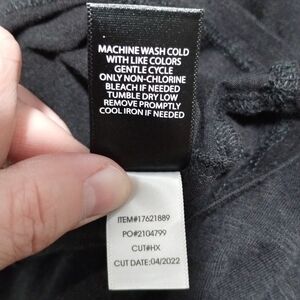 MACHINE WASH COLD
WITH LIKE COLORS
GENTLE CYCLE
ONLY NON-CHLORINE
BLEACH IF NEEDED
TUMBLE DRY LOW
REMOVE PROMPTLY
COOL IRON IF NEEDED
ITEM#17621889
PO#2104799
CUT#HX
CUT DATE:04/2022